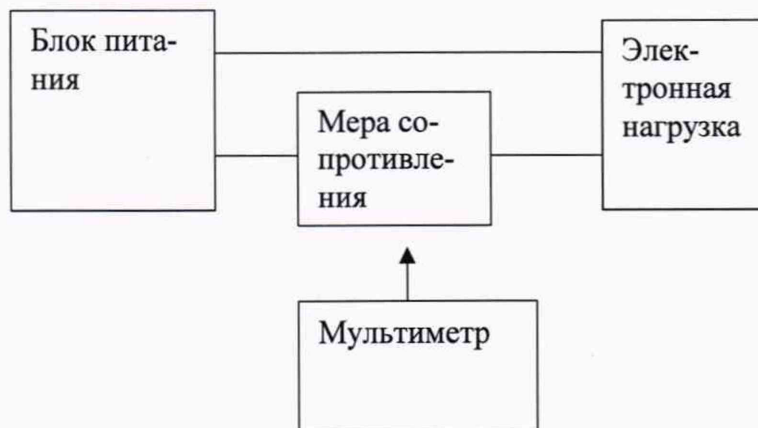 Блок пита-
ния
Элек-
тронная
нагрузка
Мера со-
противле-
ния
Мультиметр